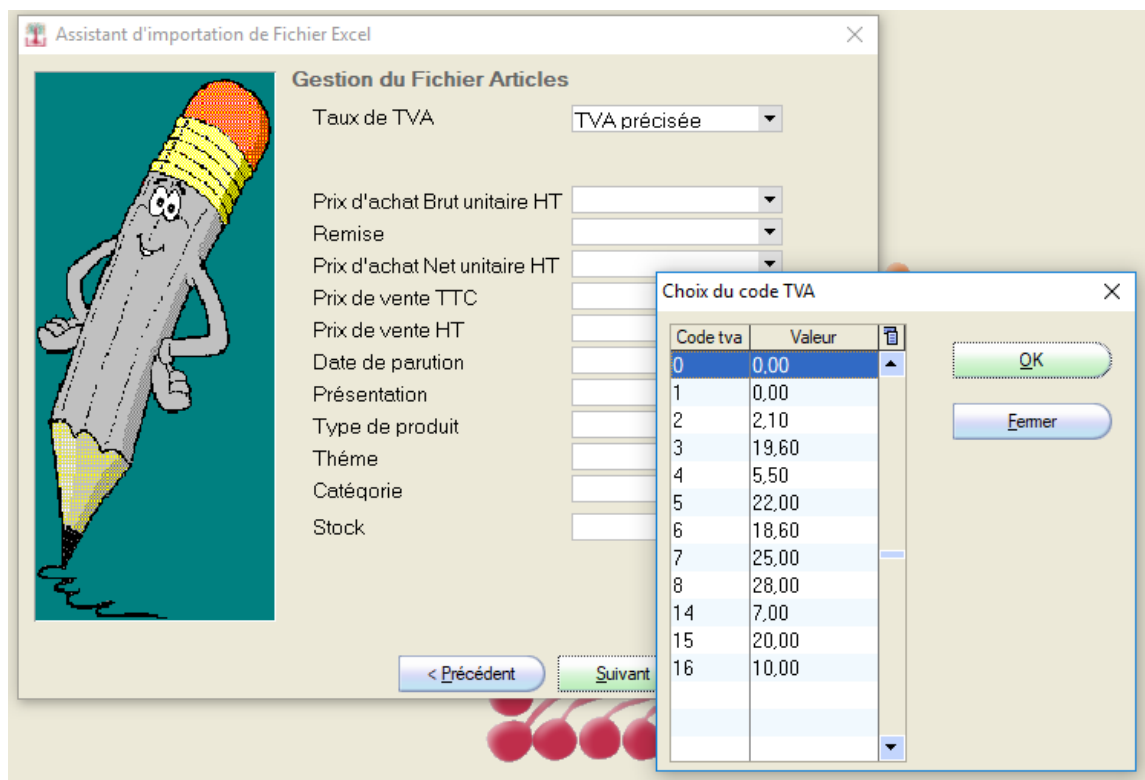 Assistant d'importation de Fichier Excel
Gestion du Fichier Articles
Taux de TVA TVA précisée
Prix d'achat Brut unitaire HT
Remise
Prix d'achat Net unitaire HT
Prix de vente TTC
Prix de vente HT
Date de parution
Présentation
Type de produit
Théme
Catégorie
Stock
< Précédent Suivant
Choix du code TVA
Code tva Valeur
0 0,00
1 0,00
2 2,10
3 19,60
4 5,50
5 22,00
6 18,60
7 25,00
8 28,00
14 7,00
15 20,00
16 10,00
OK
Fermer